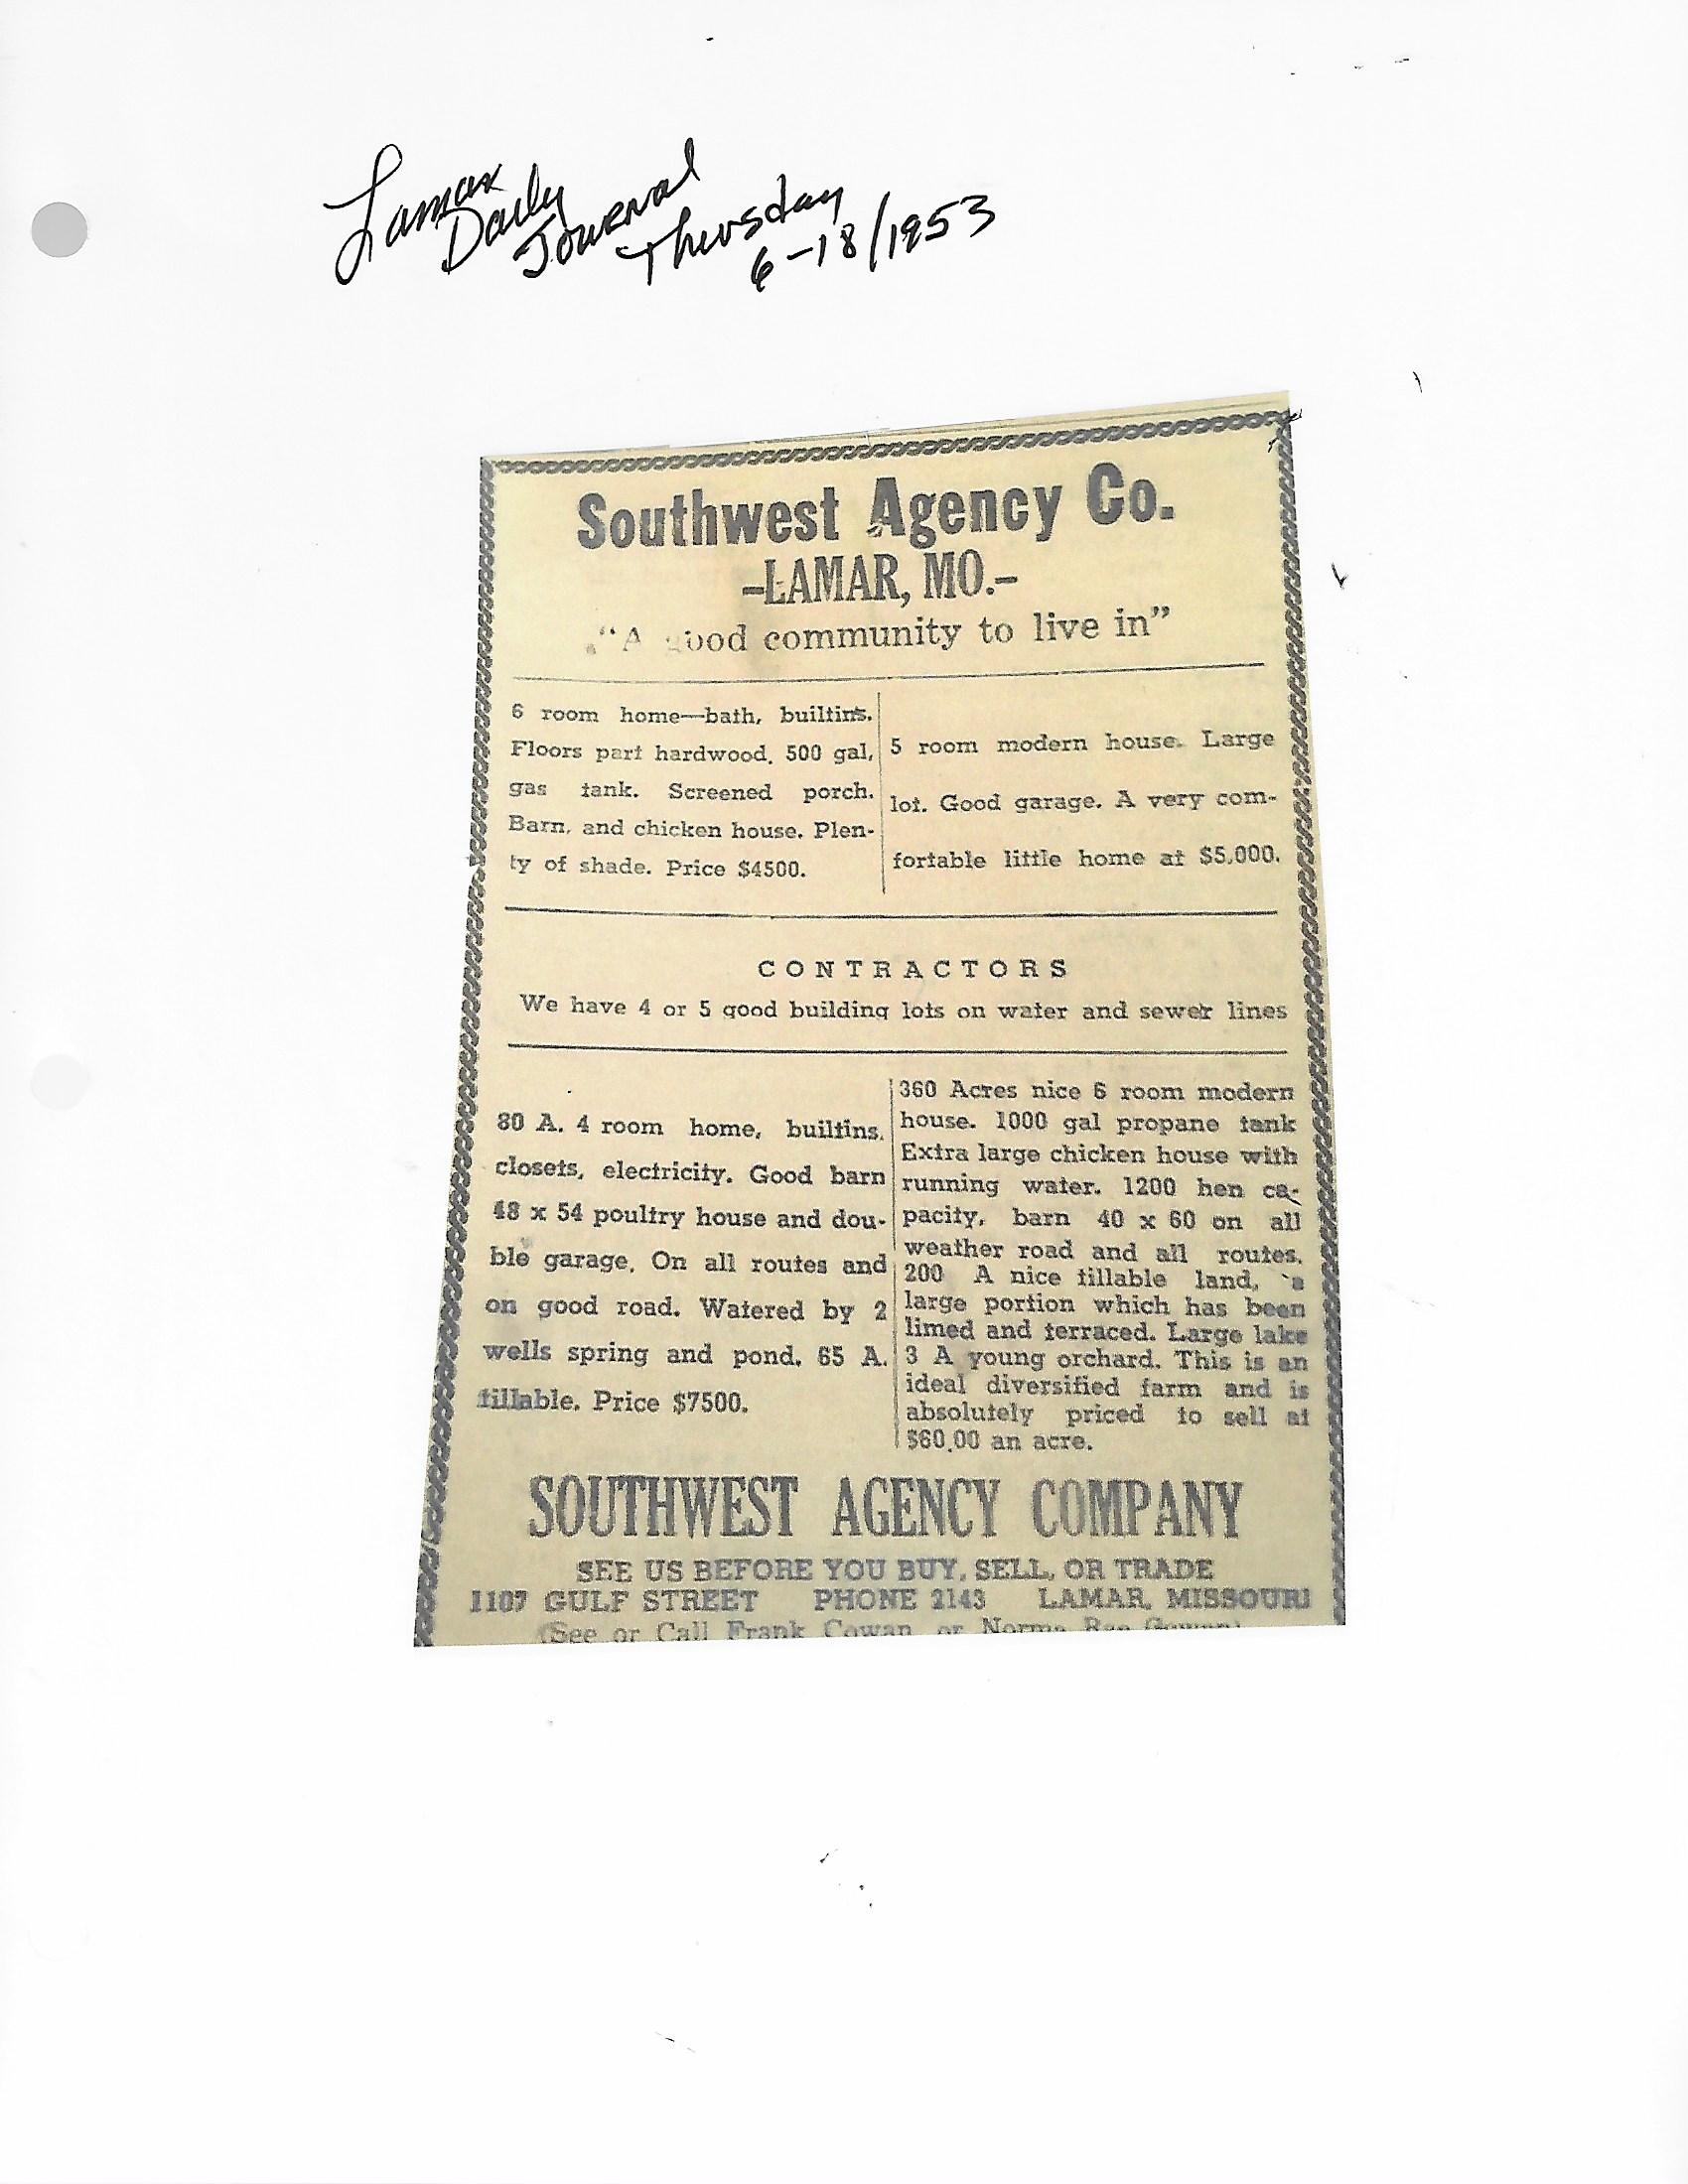 Lamar
Daily
Journal
Thursday
6-18/1953
Southwest Agency Co.
-LAMAR, MO.-
"A good community to live in"
6 room home—bath, builtins.
Floors part hardwood. 500 gal,
gas tank. Screened porch.
Barn, and chicken house. Plen-
ty of shade. Price $4500.
5 room modern house. Large
lot. Good garage. A very com-
fortable little home at $5,000.
CONTRACTORS
We have 4 or 5 good building lots on water and sewer lines
80 A. 4 room home, builtins,
closets, electricity. Good barn
48 x 54 poultry house and dou-
ble garage. On all routes and
on good road. Watered by 2
wells spring and pond. 65 A.
tillable. Price $7500.
360 Acres nice 6 room modern
house. 1000 gal propane tank
Extra large chicken house with
running water. 1200 hen ca-
pacity, barn 40 x 60 on all
weather road and all routes.
200 A nice tillable land, a
large portion which has been
limed and terraced. Large lake
3 A young orchard. This is an
ideal diversified farm and is
absolutely priced to sell at
$60.00 an acre.
SOUTHWEST AGENCY COMPANY
SEE US BEFORE YOU BUY, SELL, OR TRADE
1107 GULF STREET PHONE 2143 LAMAR, MISSOURI
(See or Call Frank Cowan or Norma Rae